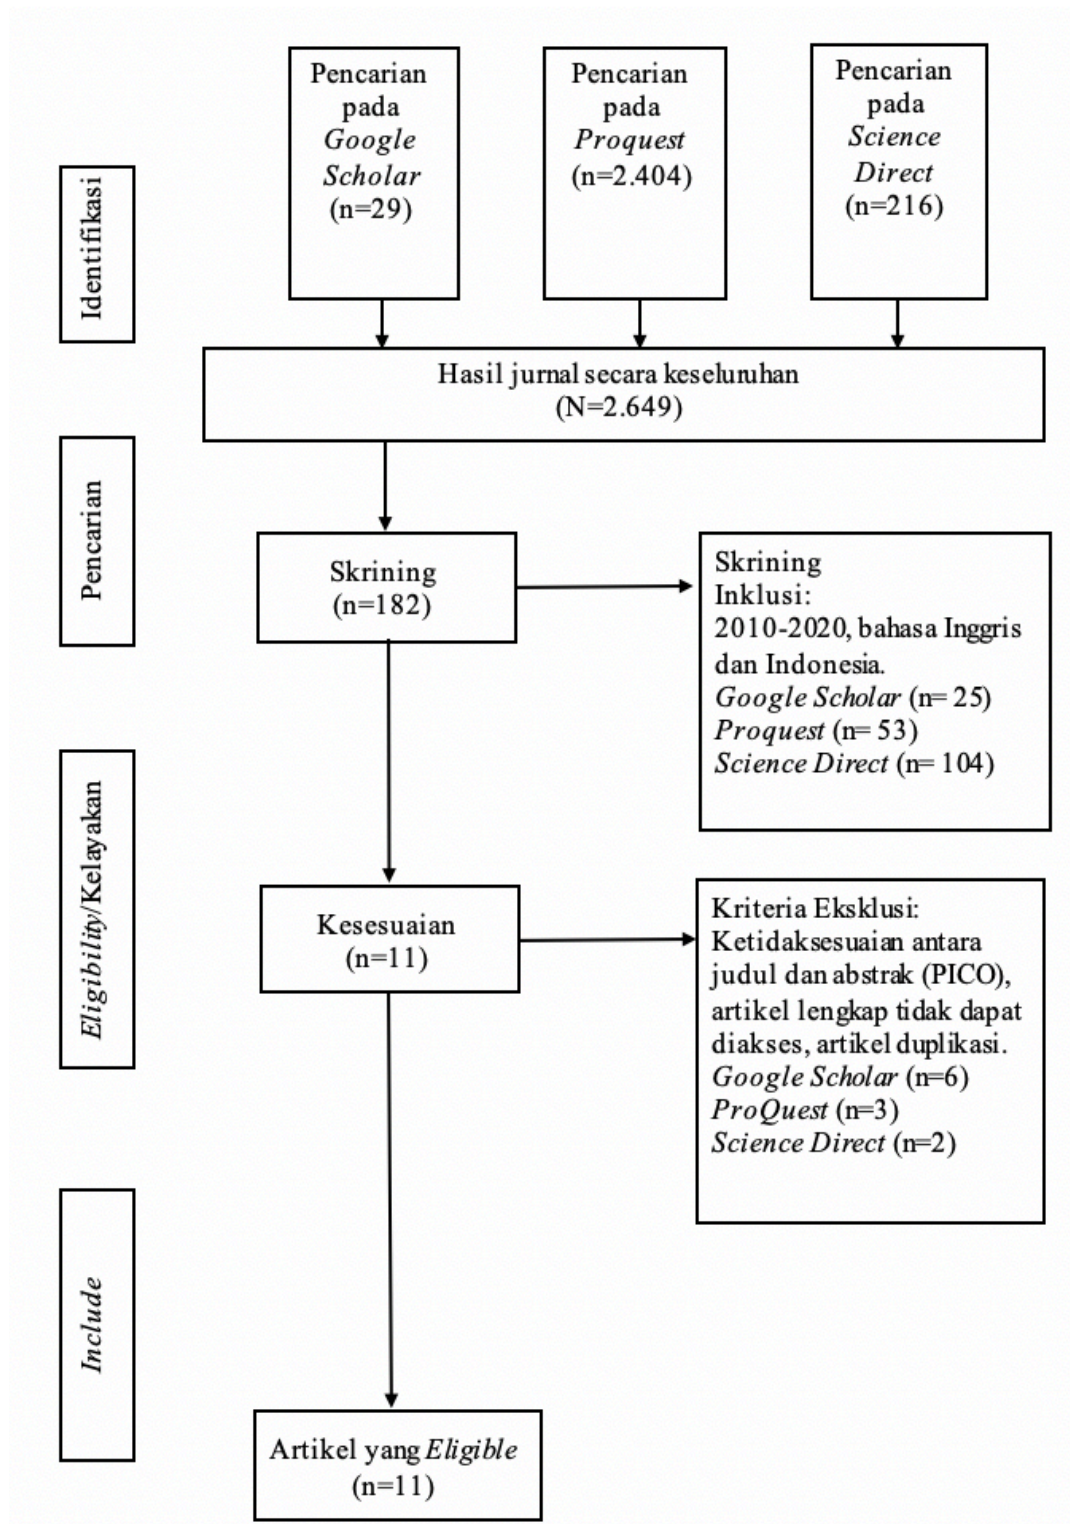 Pencarian
pada
Google
Scholar
(n=29)
Pencarian
pada
Proquest
(n=2.404)
Pencarian
pada
Science
Direct
(n=216)
Identifikasi
Hasil jurnal secara keseluruhan
(N=2.649)
Pencarian
Skrining
(n=182)
Skrining
Inklusi:
2010-2020, bahasa Inggris
dan Indonesia.
Google Scholar (n= 25)
Proquest (n= 53)
Science Direct (n= 104)
Eligibility/Kelayakan
Kesesuaian
(n=11)
Kriteria Eksklusi:
Ketidaksesuaian antara
judul dan abstrak (PICO),
artikel lengkap tidak dapat
diakses, artikel duplikasi.
Google Scholar (n=6)
ProQuest (n=3)
Science Direct (n=2)
Include
Artikel yang Eligible
(n=11)